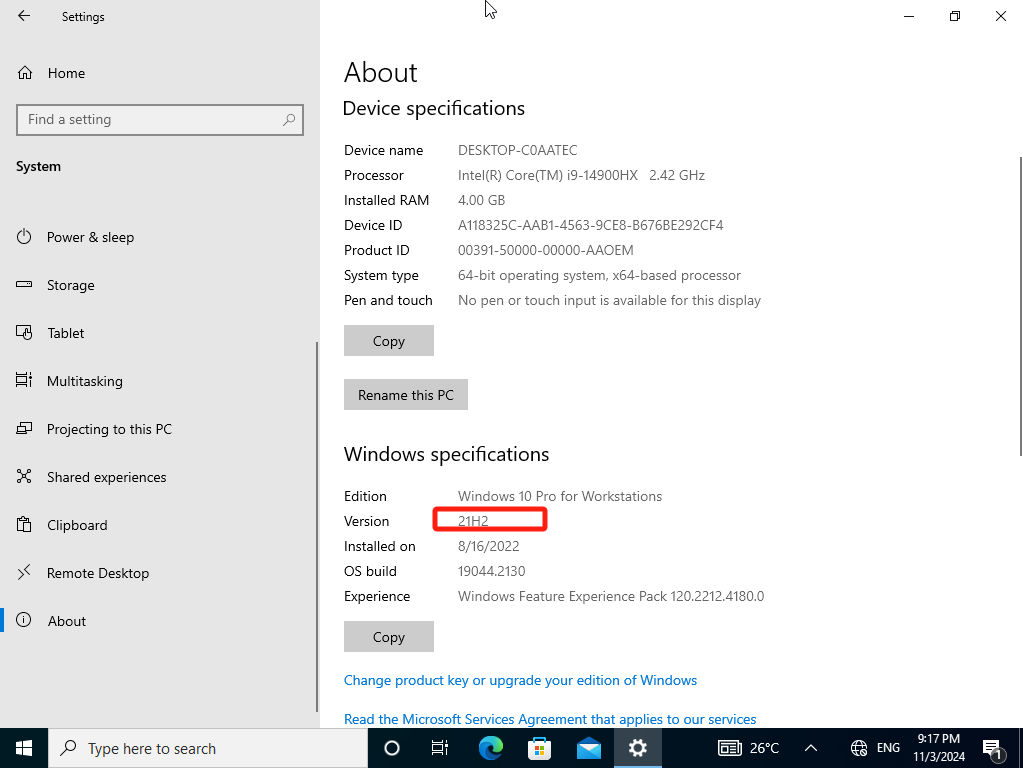 Settings
Home
Find a setting
System
Power & sleep
Storage
Tablet
Multitasking
Projecting to this PC
Shared experiences
Clipboard
Remote Desktop
About
About
Device specifications
Device name DESKTOP-C0AATEC
Processor Intel(R) Core(TM) i9-14900HX 2.42 GHz
Installed RAM 4.00 GB
Device ID A118325C-AAB1-4563-9CE8-B676BE292CF4
Product ID 00391-50000-00000-AAOEM
System type 64-bit operating system, x64-based processor
Pen and touch No pen or touch input is available for this display
Copy
Rename this PC
Windows specifications
Edition Windows 10 Pro for Workstations
Version 21H2
Installed on 8/16/2022
OS build 19044.2130
Experience Windows Feature Experience Pack 120.2212.4180.0
Copy
Change product key or upgrade your edition of Windows
Read the Microsoft Services Agreement that applies to our services
Type here to search
26°C
ENG
9:17 PM
11/3/2024
1